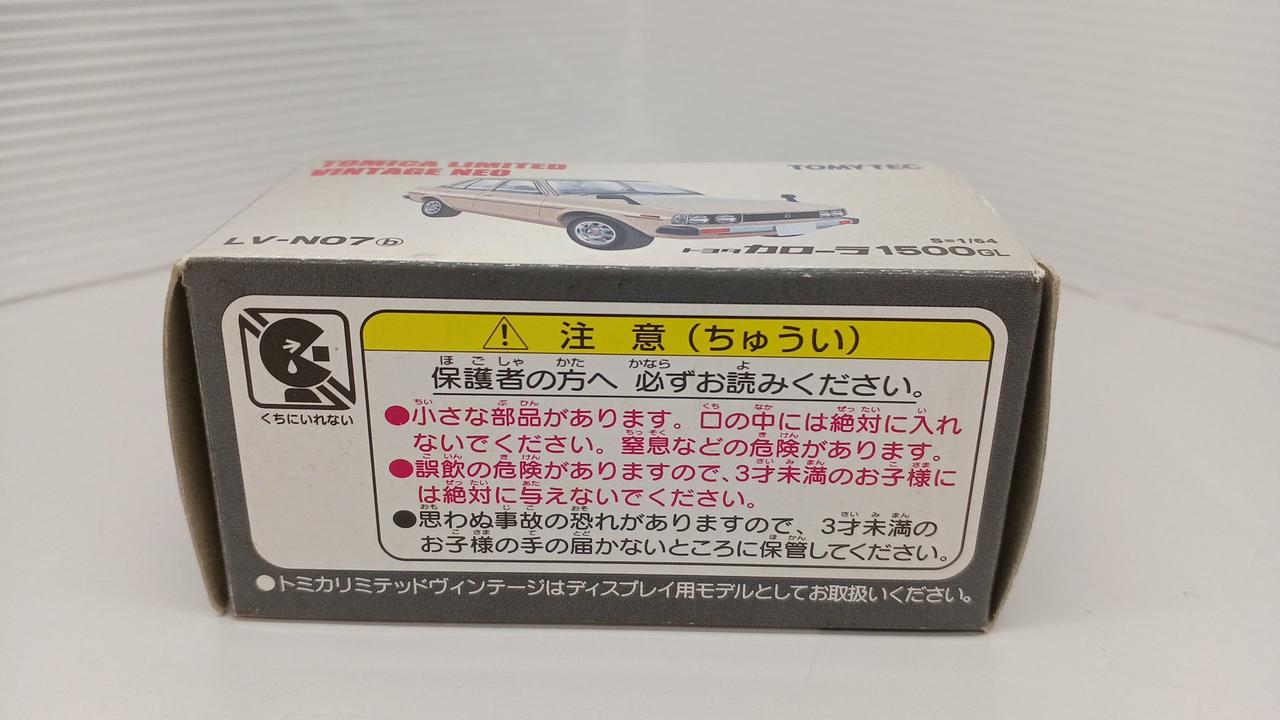 TOMICA LIMITED
VINTAGE NEO
TOMYTEC
LV-N07ⓑ
S=1/64
トヨタ カローラ 1500GL
注 意(ちゅうい)
保護者の方へ 必ずお読みください。
●小さな部品があります。口の中には絶対に入れ
ないでください。窒息などの危険があります。
●誤飲の危険がありますので、3才未満のお子様に
は絶対に与えないでください。
●思わぬ事故の恐れがありますので、3才未満の
お子様の手の届かないところに保管してください。
くちにいれない
●トミカリミテッドヴィンテージはディスプレイ用モデルとしてお取扱いください。